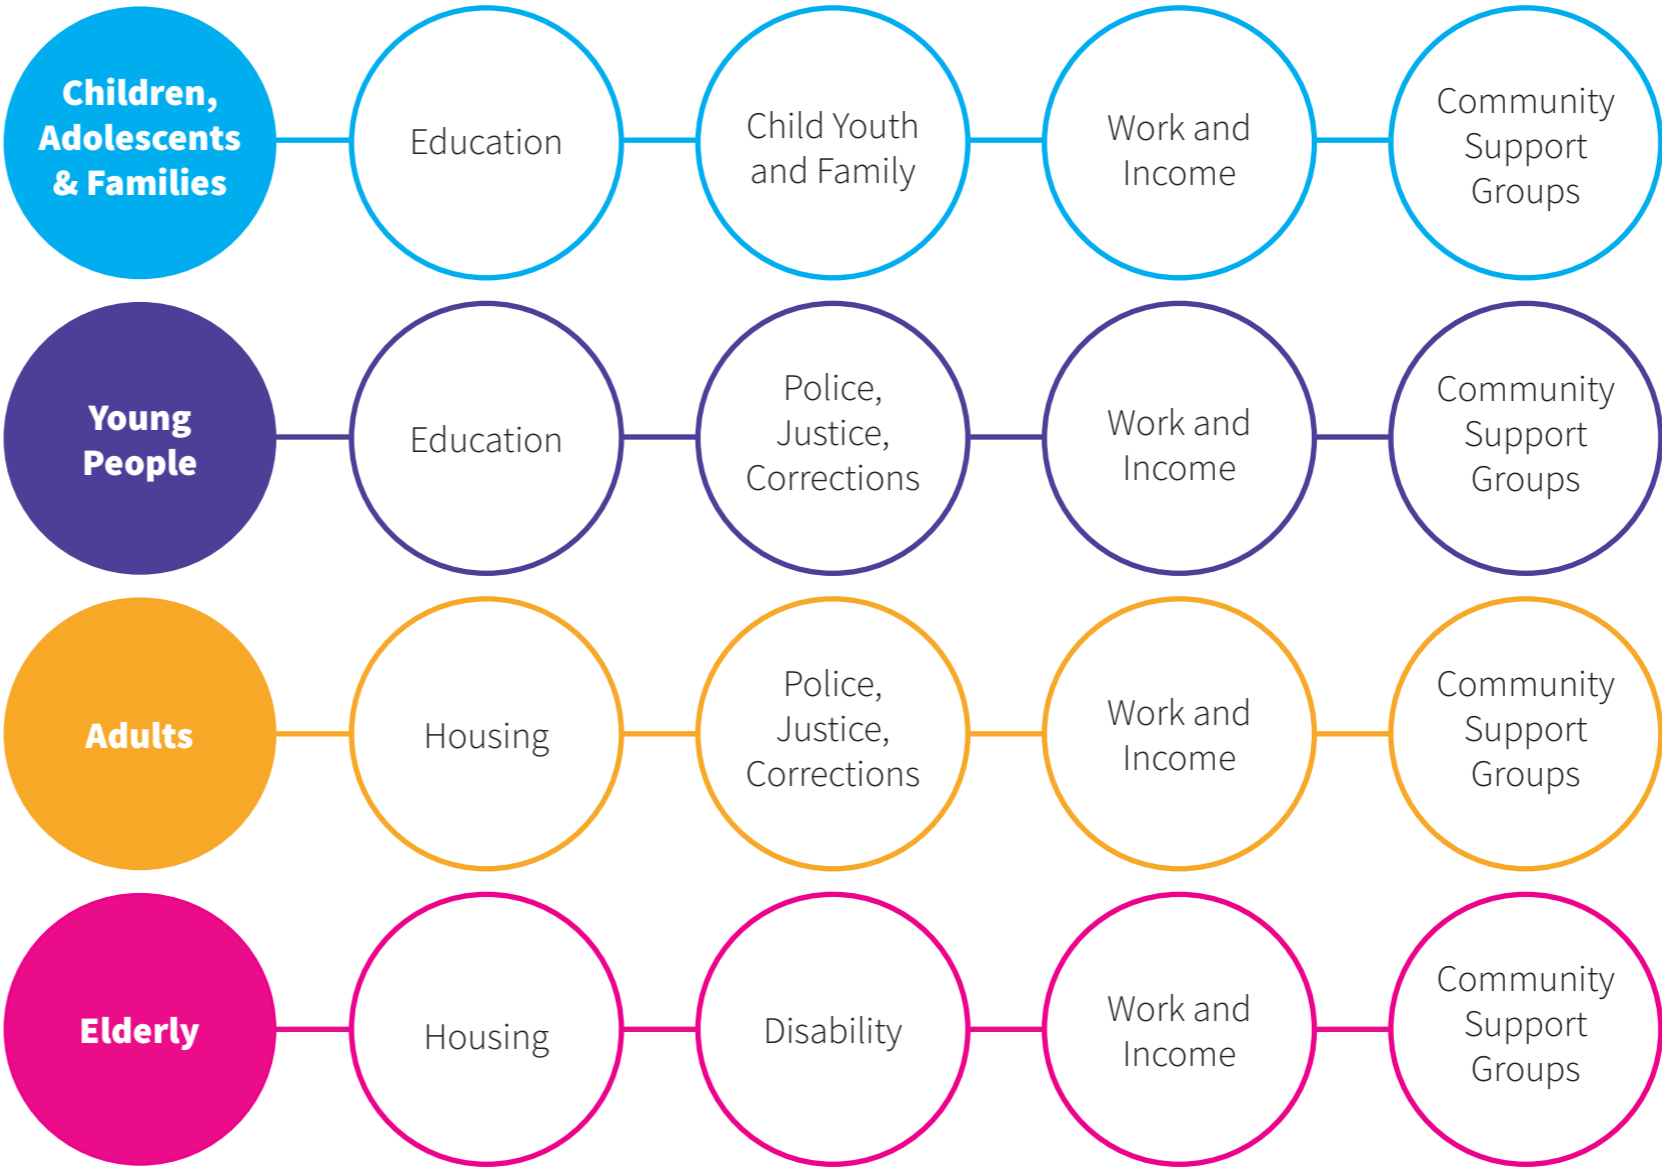 Children,
Adolescents
& Families
Education
Child Youth
and Family
Work and
Income
Community
Support
Groups
Young
People
Education
Police,
Justice,
Corrections
Work and
Income
Community
Support
Groups
Adults
Housing
Police,
Justice,
Corrections
Work and
Income
Community
Support
Groups
Elderly
Housing
Disability
Work and
Income
Community
Support
Groups